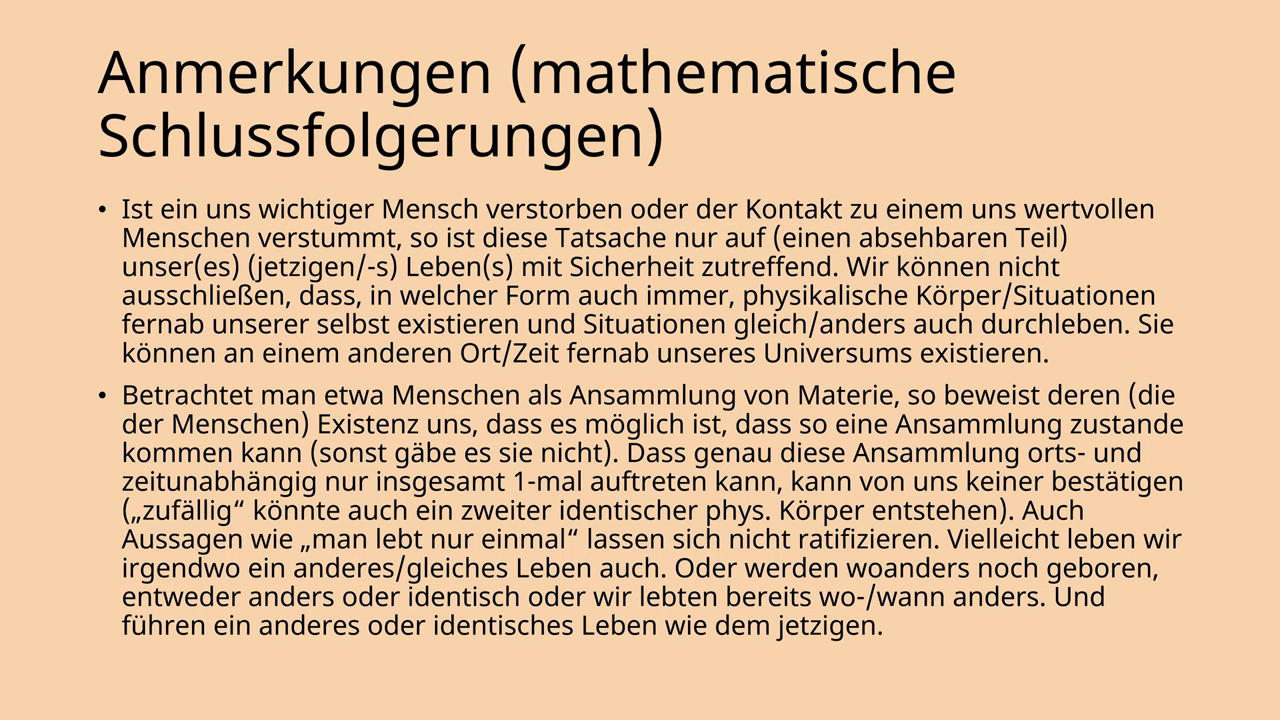 Anmerkungen (mathematische
Schlussfolgerungen)
• Ist ein uns wichtiger Mensch verstorben oder der Kontakt zu einem uns wertvollen
Menschen verstummt, so ist diese Tatsache nur auf (einen absehbaren Teil)
unser(es) (jetzigen/-s) Leben(s) mit Sicherheit zutreffend. Wir können nicht
ausschließen, dass, in welcher Form auch immer, physikalische Körper/Situationen
fernab unserer selbst existieren und Situationen gleich/anders auch durchleben. Sie
können an einem anderen Ort/Zeit fernab unseres Universums existieren.
• Betrachtet man etwa Menschen als Ansammlung von Materie, so beweist deren (die
der Menschen) Existenz uns, dass es möglich ist, dass so eine Ansammlung zustande
kommen kann (sonst gäbe es sie nicht). Dass genau diese Ansammlung orts- und
zeitunabhängig nur insgesamt 1-mal auftreten kann, kann von uns keiner bestätigen
(„zufällig“ könnte auch ein zweiter identischer phys. Körper entstehen). Auch
Aussagen wie „man lebt nur einmal“ lassen sich nicht ratifizieren. Vielleicht leben wir
irgendwo ein anderes/gleiches Leben auch. Oder werden woanders noch geboren,
entweder anders oder identisch oder wir lebten bereits wo-/wann anders. Und
führen ein anderes oder identisches Leben wie dem jetzigen.